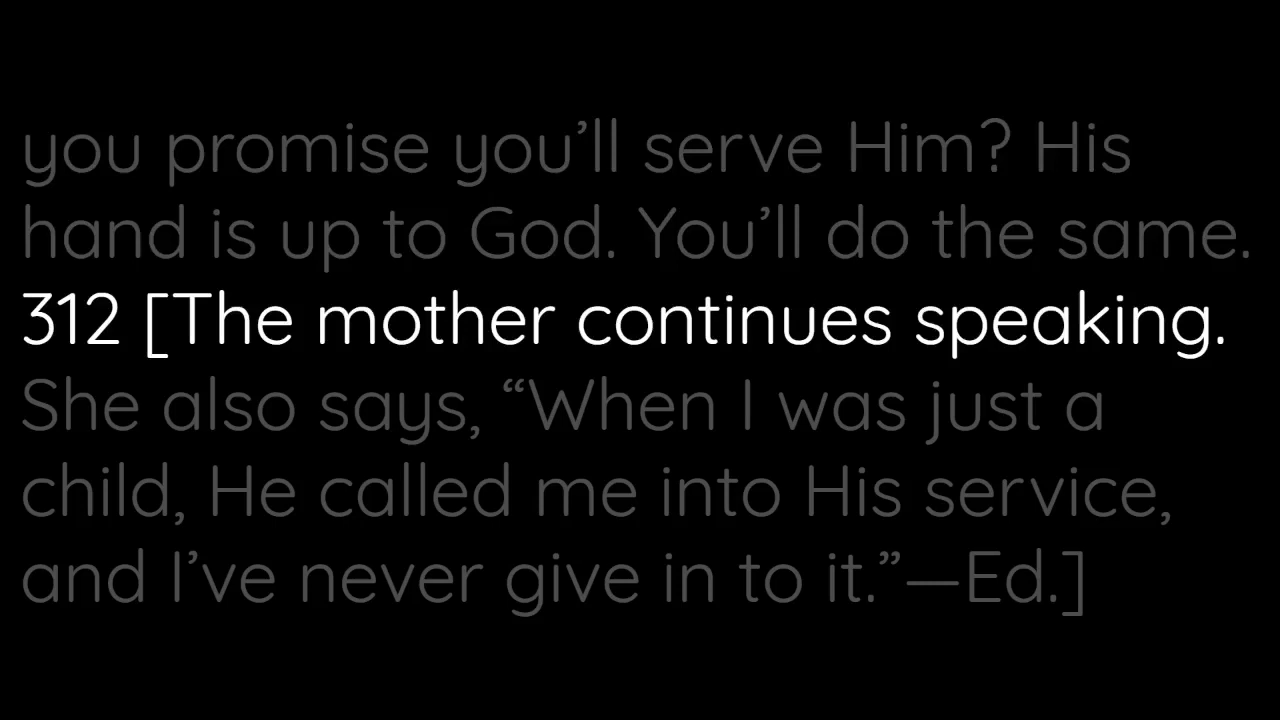 you promise you’ll serve Him? His
hand is up to God. You’ll do the same.
312 [The mother continues speaking.
She also says, “When I was just a
child, He called me into His service,
and I’ve never give in to it.”—Ed.]